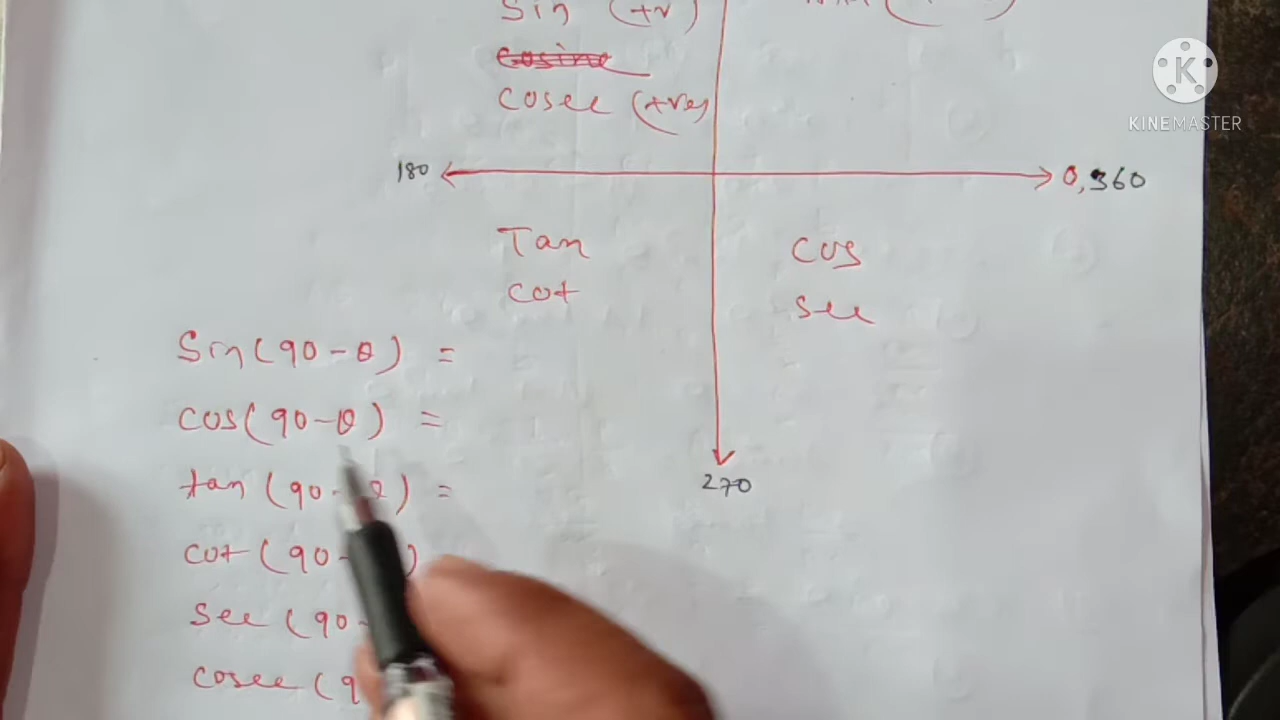 Sin (+v)
cosine
cosec (+ve)
KINEMASTER
180
0,360
Tan
cot
cos
sec
Sin(90-θ) =
cos(90-θ) =
tan (90-θ) =
270
cot (90-
Sec (90-
cosec (9